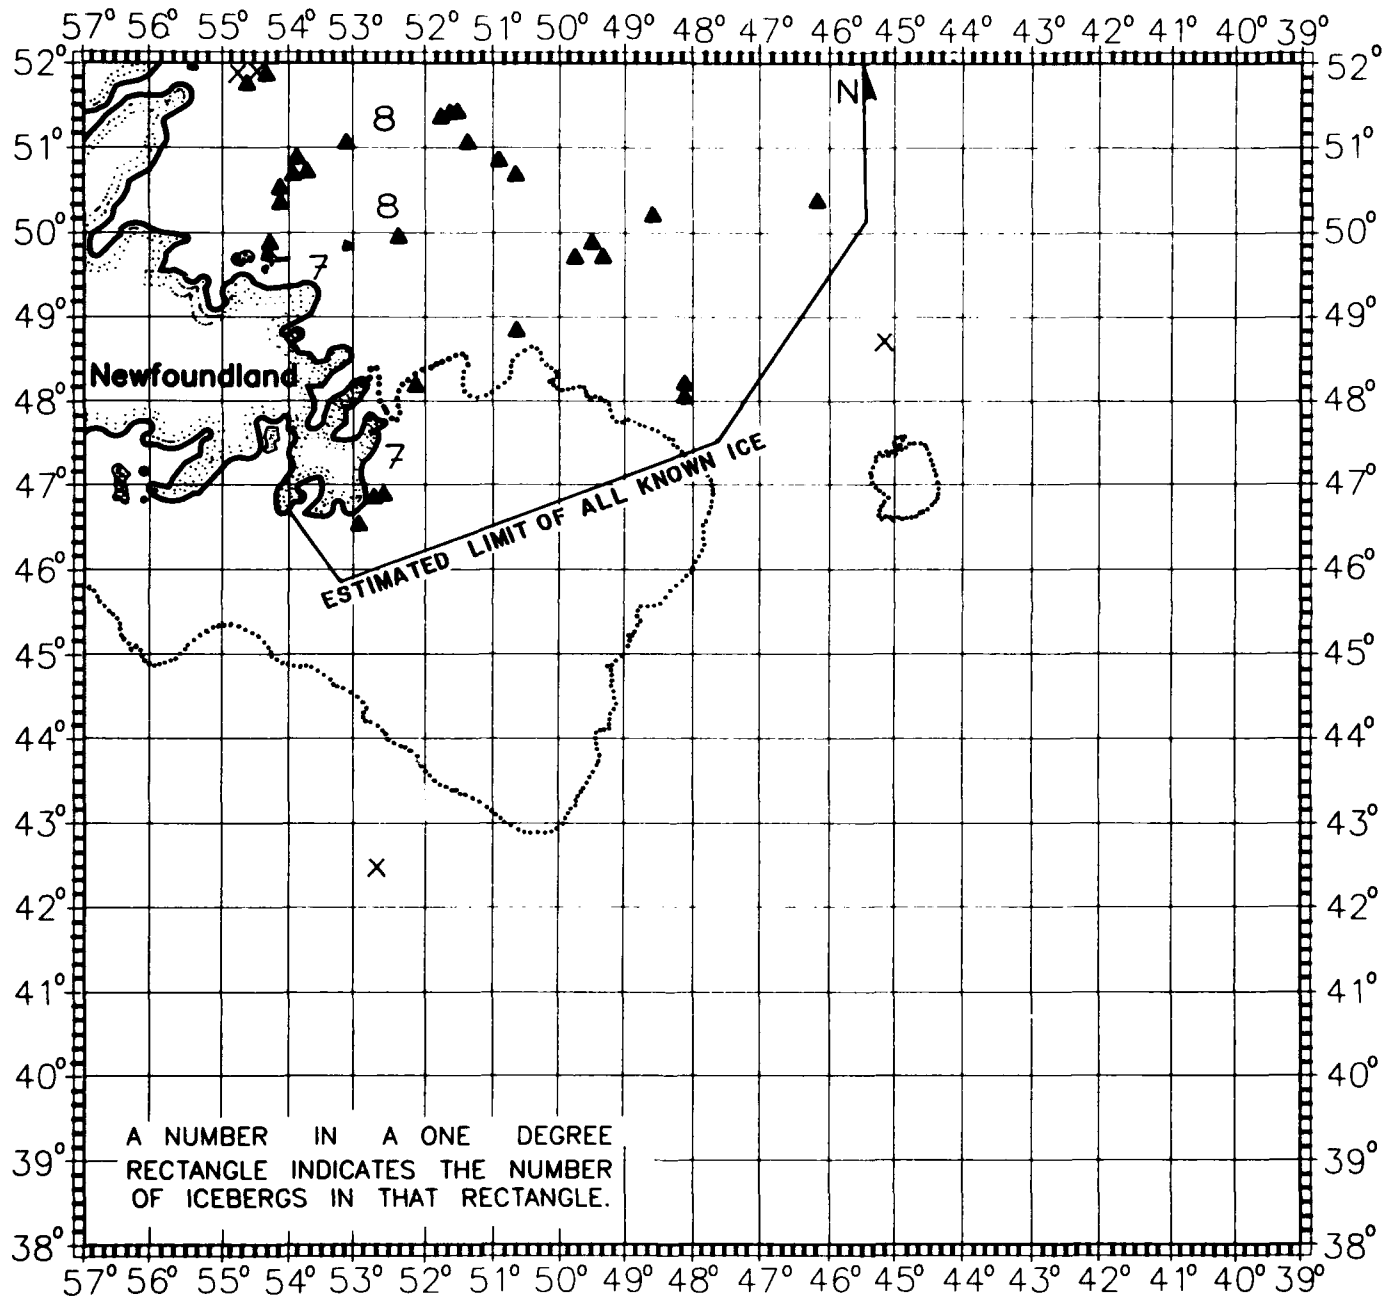 57° 56° 55° 54° 53° 52° 51° 50° 49° 48° 47° 46° 45° 44° 43° 42° 41° 40° 39°
52° 52°
N
8
51° 51°
8
50° 50°
7
49° 49°
Newfoundland
48° 48°
7
47° 47°
ESTIMATED LIMIT OF ALL KNOWN ICE
46° 46°
45° 45°
44° 44°
43° 43°
42° 42°
41° 41°
40° 40°
A NUMBER IN A ONE DEGREE
39° 39°
RECTANGLE INDICATES THE NUMBER
OF ICEBERGS IN THAT RECTANGLE.
38° 38°
57° 56° 55° 54° 53° 52° 51° 50° 49° 48° 47° 46° 45° 44° 43° 42° 41° 40° 39°